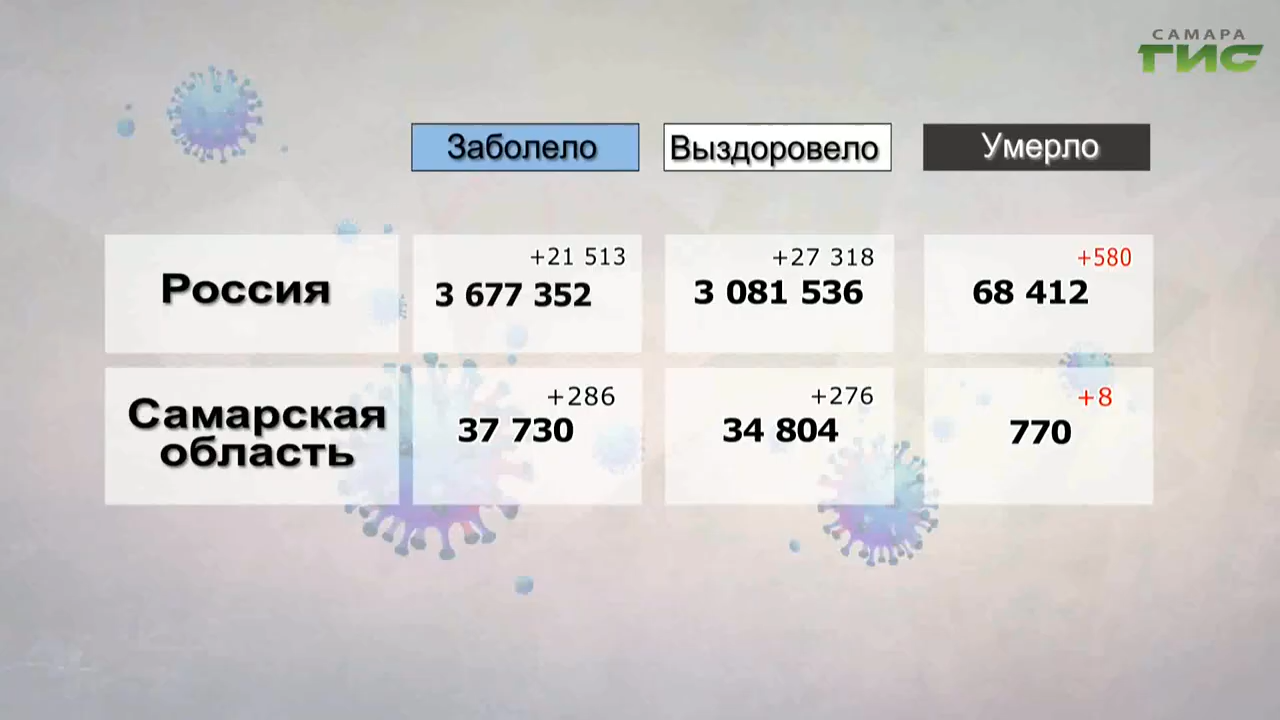 САМАРА
ГИС
Заболело Выздоровело Умерло
+21 513 +27 318 +580
Россия 3 677 352 3 081 536 68 412
+286 +276 +8
Самарская 37 730 34 804 770
область